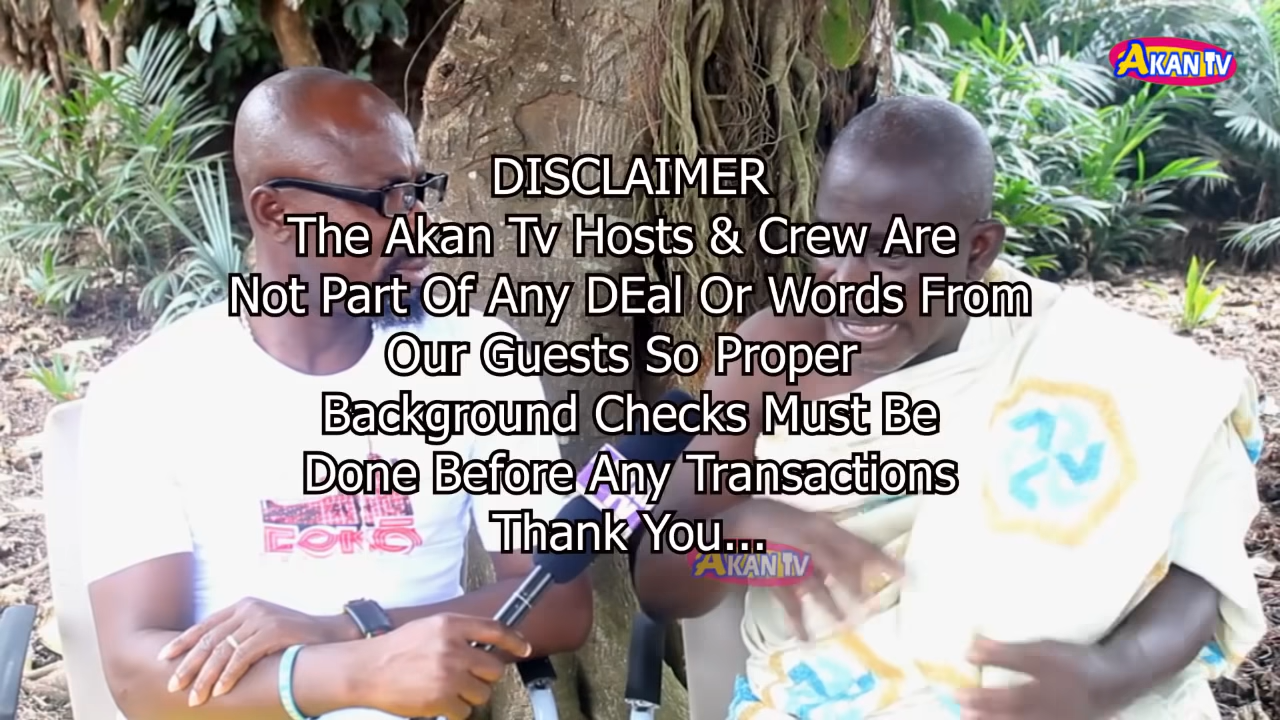 AKAN TV
DISCLAIMER
The Akan Tv Hosts & Crew Are
Not Part Of Any DEal Or Words From
Our Guests So Proper
Background Checks Must Be
Done Before Any Transactions
Thank You...
AKAN TV